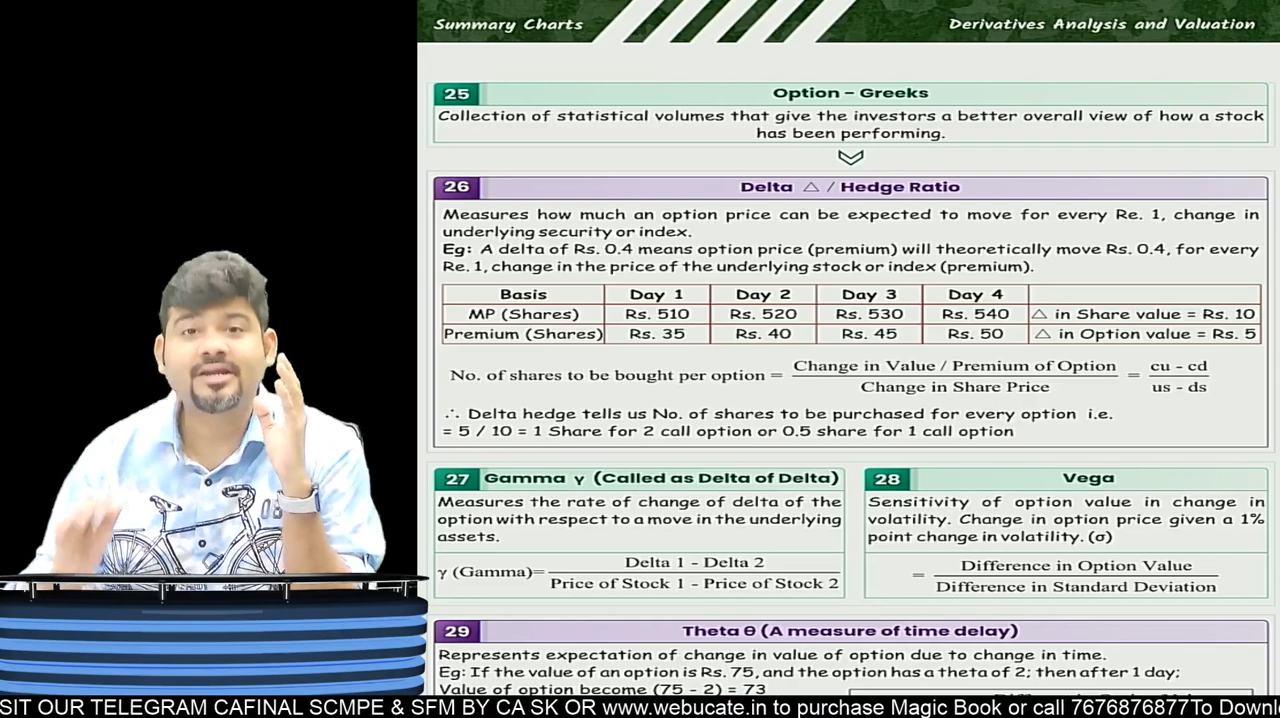 Summary Charts
Derivatives Analysis and Valuation
25 Option – Greeks
Collection of statistical volumes that give the investors a better overall view of how a stock
has been performing.
26 Delta △ / Hedge Ratio
Measures how much an option price can be expected to move for every Re. 1, change in
underlying security or index.
Eg: A delta of Rs. 0.4 means option price (premium) will theoretically move Rs. 0.4, for every
Re. 1, change in the price of the underlying stock or index (premium).
Basis Day 1 Day 2 Day 3 Day 4
MP (Shares) Rs. 510 Rs. 520 Rs. 530 Rs. 540 △ in Share value = Rs. 10
Premium (Shares) Rs. 35 Rs. 40 Rs. 45 Rs. 50 △ in Option value = Rs. 5
No. of shares to be bought per option = Change in Value / Premium of Option = cu - cd
Change in Share Price us - ds
∴ Delta hedge tells us No. of shares to be purchased for every option i.e.
= 5 / 10 = 1 Share for 2 call option or 0.5 share for 1 call option
27 Gamma γ (Called as Delta of Delta)
Measures the rate of change of delta of the
option with respect to a move in the underlying
assets.
γ (Gamma)= Delta 1 - Delta 2
Price of Stock 1 - Price of Stock 2
28 Vega
Sensitivity of option value in change in
volatility. Change in option price given a 1%
point change in volatility. (σ)
= Difference in Option Value
Difference in Standard Deviation
29 Theta θ (A measure of time delay)
Represents expectation of change in value of option due to change in time.
Eg: If the value of an option is Rs. 75, and the option has a theta of 2; then after 1 day;
Value of option become (75 - 2) = 73
SIT OUR TELEGRAM CAFINAL SCMPE & SFM BY CA SK OR www.webucate.in to purchase Magic Book or call 7676876877To Downl